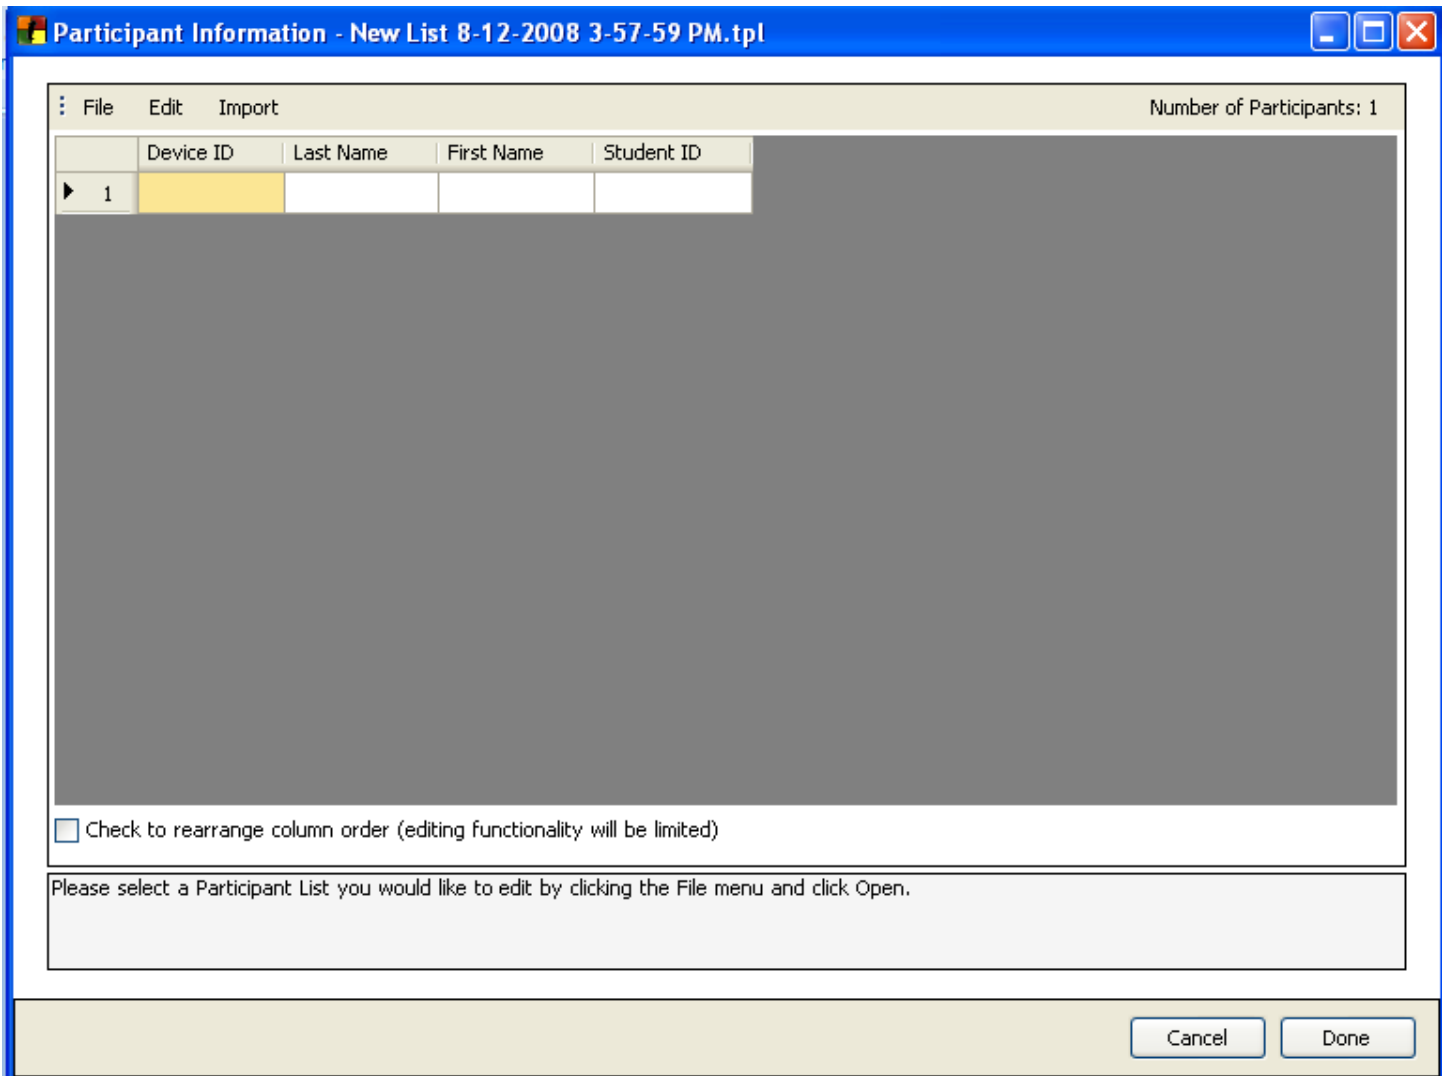 Participant Information - New List 8-12-2008 3-57-59 PM.tpl
File Edit Import Number of Participants: 1
Device ID Last Name First Name Student ID
1
Check to rearrange column order (editing functionality will be limited)
Please select a Participant List you would like to edit by clicking the File menu and click Open.
Cancel Done